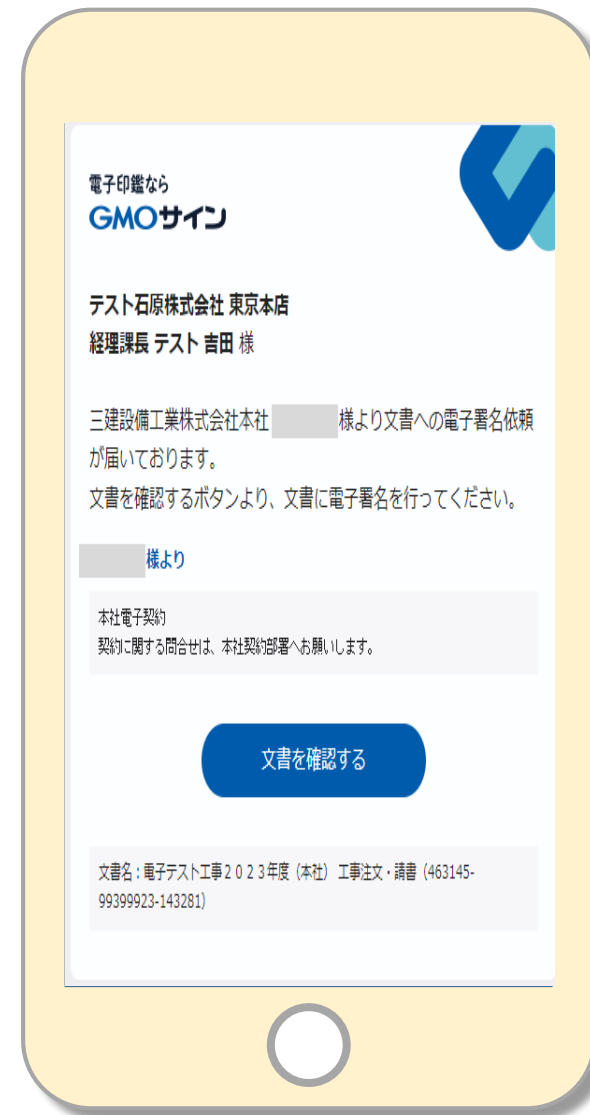 電子印鑑なら
GMOサイン
テスト石原株式会社 東京本店
経理課長 テスト 吉田 様
三建設備工業株式会社本社 様より文書への電子署名依頼
が届いております。
文書を確認するボタンより、文書に電子署名を行ってください。
様より
本社電子契約
契約に関する問合せは、本社契約部署へお願いします。
文書を確認する
文書名：電子テスト工事２０２３年度（本社） 工事注文・請書（463145-
99399923-143281）